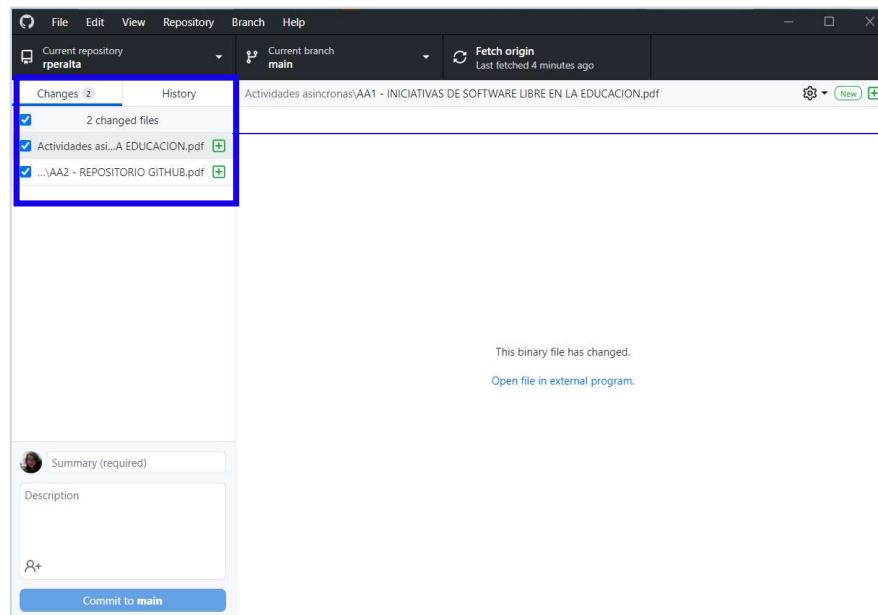 File Edit View Repository Branch Help
Current repository
rperalta
Current branch
main
Fetch origin
Last fetched 4 minutes ago
Changes 2 History
Actividades asincronas\AA1 - INICIATIVAS DE SOFTWARE LIBRE EN LA EDUCACION.pdf
New
2 changed files
Actividades asi...A EDUCACION.pdf
...\AA2 - REPOSITORIO GITHUB.pdf
This binary file has changed.
Open file in external program.
Summary (required)
Description
Commit to main